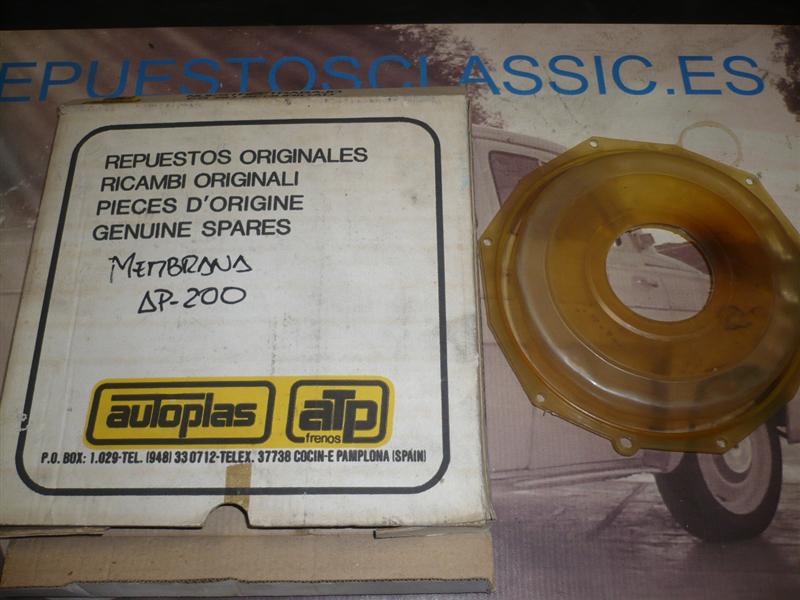 EPUESTOSCLASSIC.ES
REPUESTOS ORIGINALES
RICAMBI ORIGINALI
PIECES D'ORIGINE
GENUINE SPARES
MEMBRANA
AP-200
autoplas
aTp
frenos
P.O. BOX: 1.029-TEL. (948) 33 0712-TELEX. 37738 COCIN-E PAMPLONA (SPAIN)